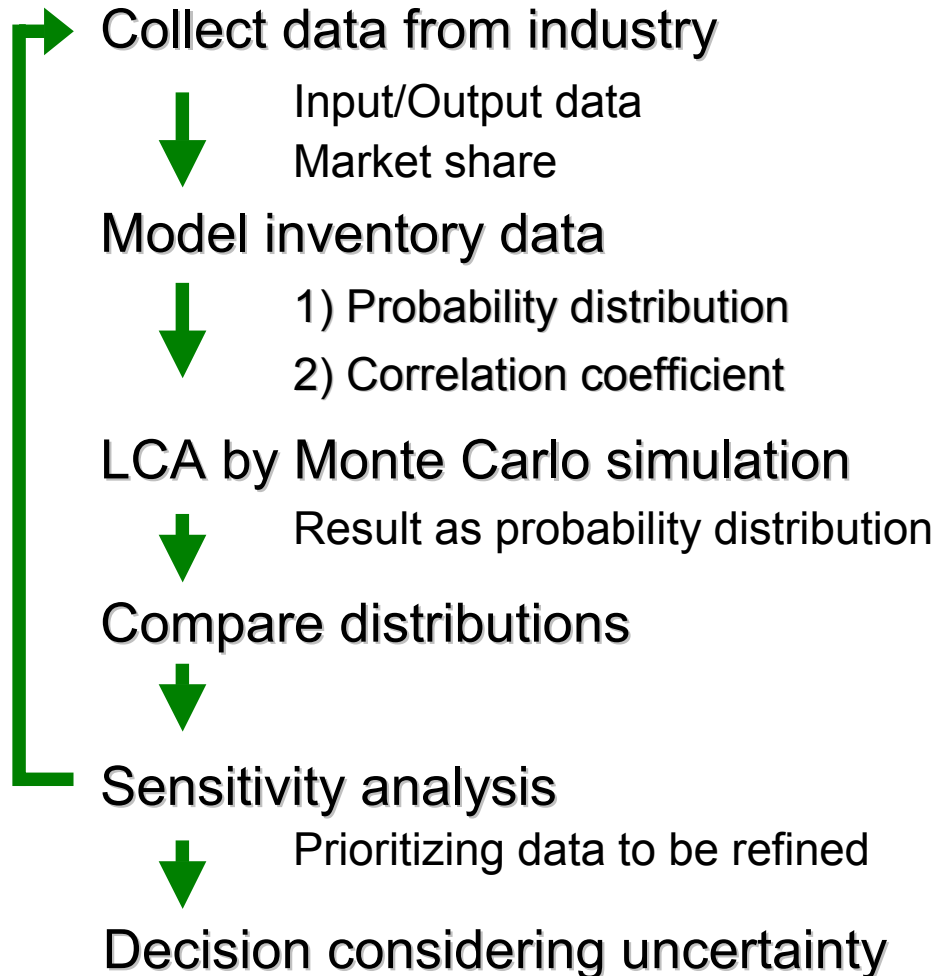 Collect data from industry
Input/Output data
Market share
Model inventory data
1) Probability distribution
2) Correlation coefficient
LCA by Monte Carlo simulation
Result as probability distribution
Compare distributions
Sensitivity analysis
Prioritizing data to be refined
Decision considering uncertainty